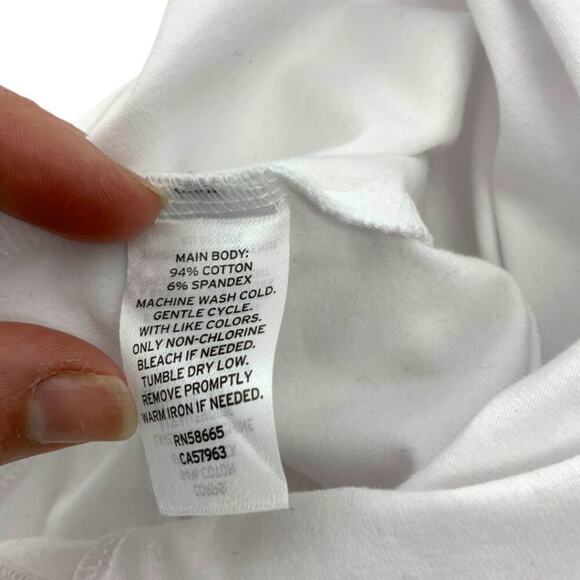 MAIN BODY:
94% COTTON
6% SPANDEX
MACHINE WASH COLD.
GENTLE CYCLE.
WITH LIKE COLORS.
ONLY NON-CHLORINE
BLEACH IF NEEDED.
TUMBLE DRY LOW.
REMOVE PROMPTLY
WARM IRON IF NEEDED.
RN58665
CA57963